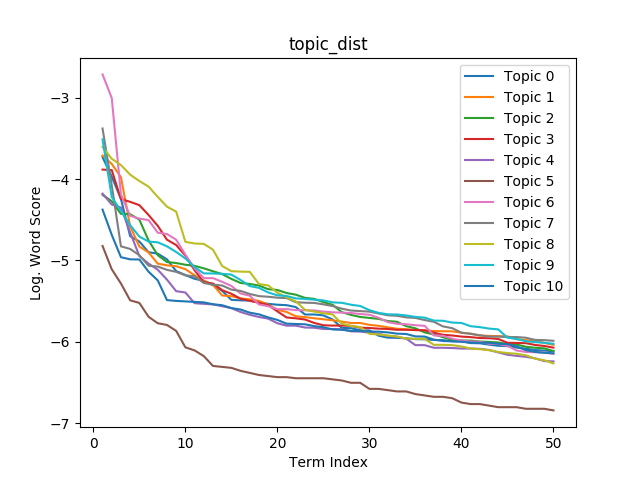 topic_dist
Log. Word Score
−3
−4
−5
−6
−7
0
10
20
30
40
50
Term Index
Topic 0
Topic 1
Topic 2
Topic 3
Topic 4
Topic 5
Topic 6
Topic 7
Topic 8
Topic 9
Topic 10